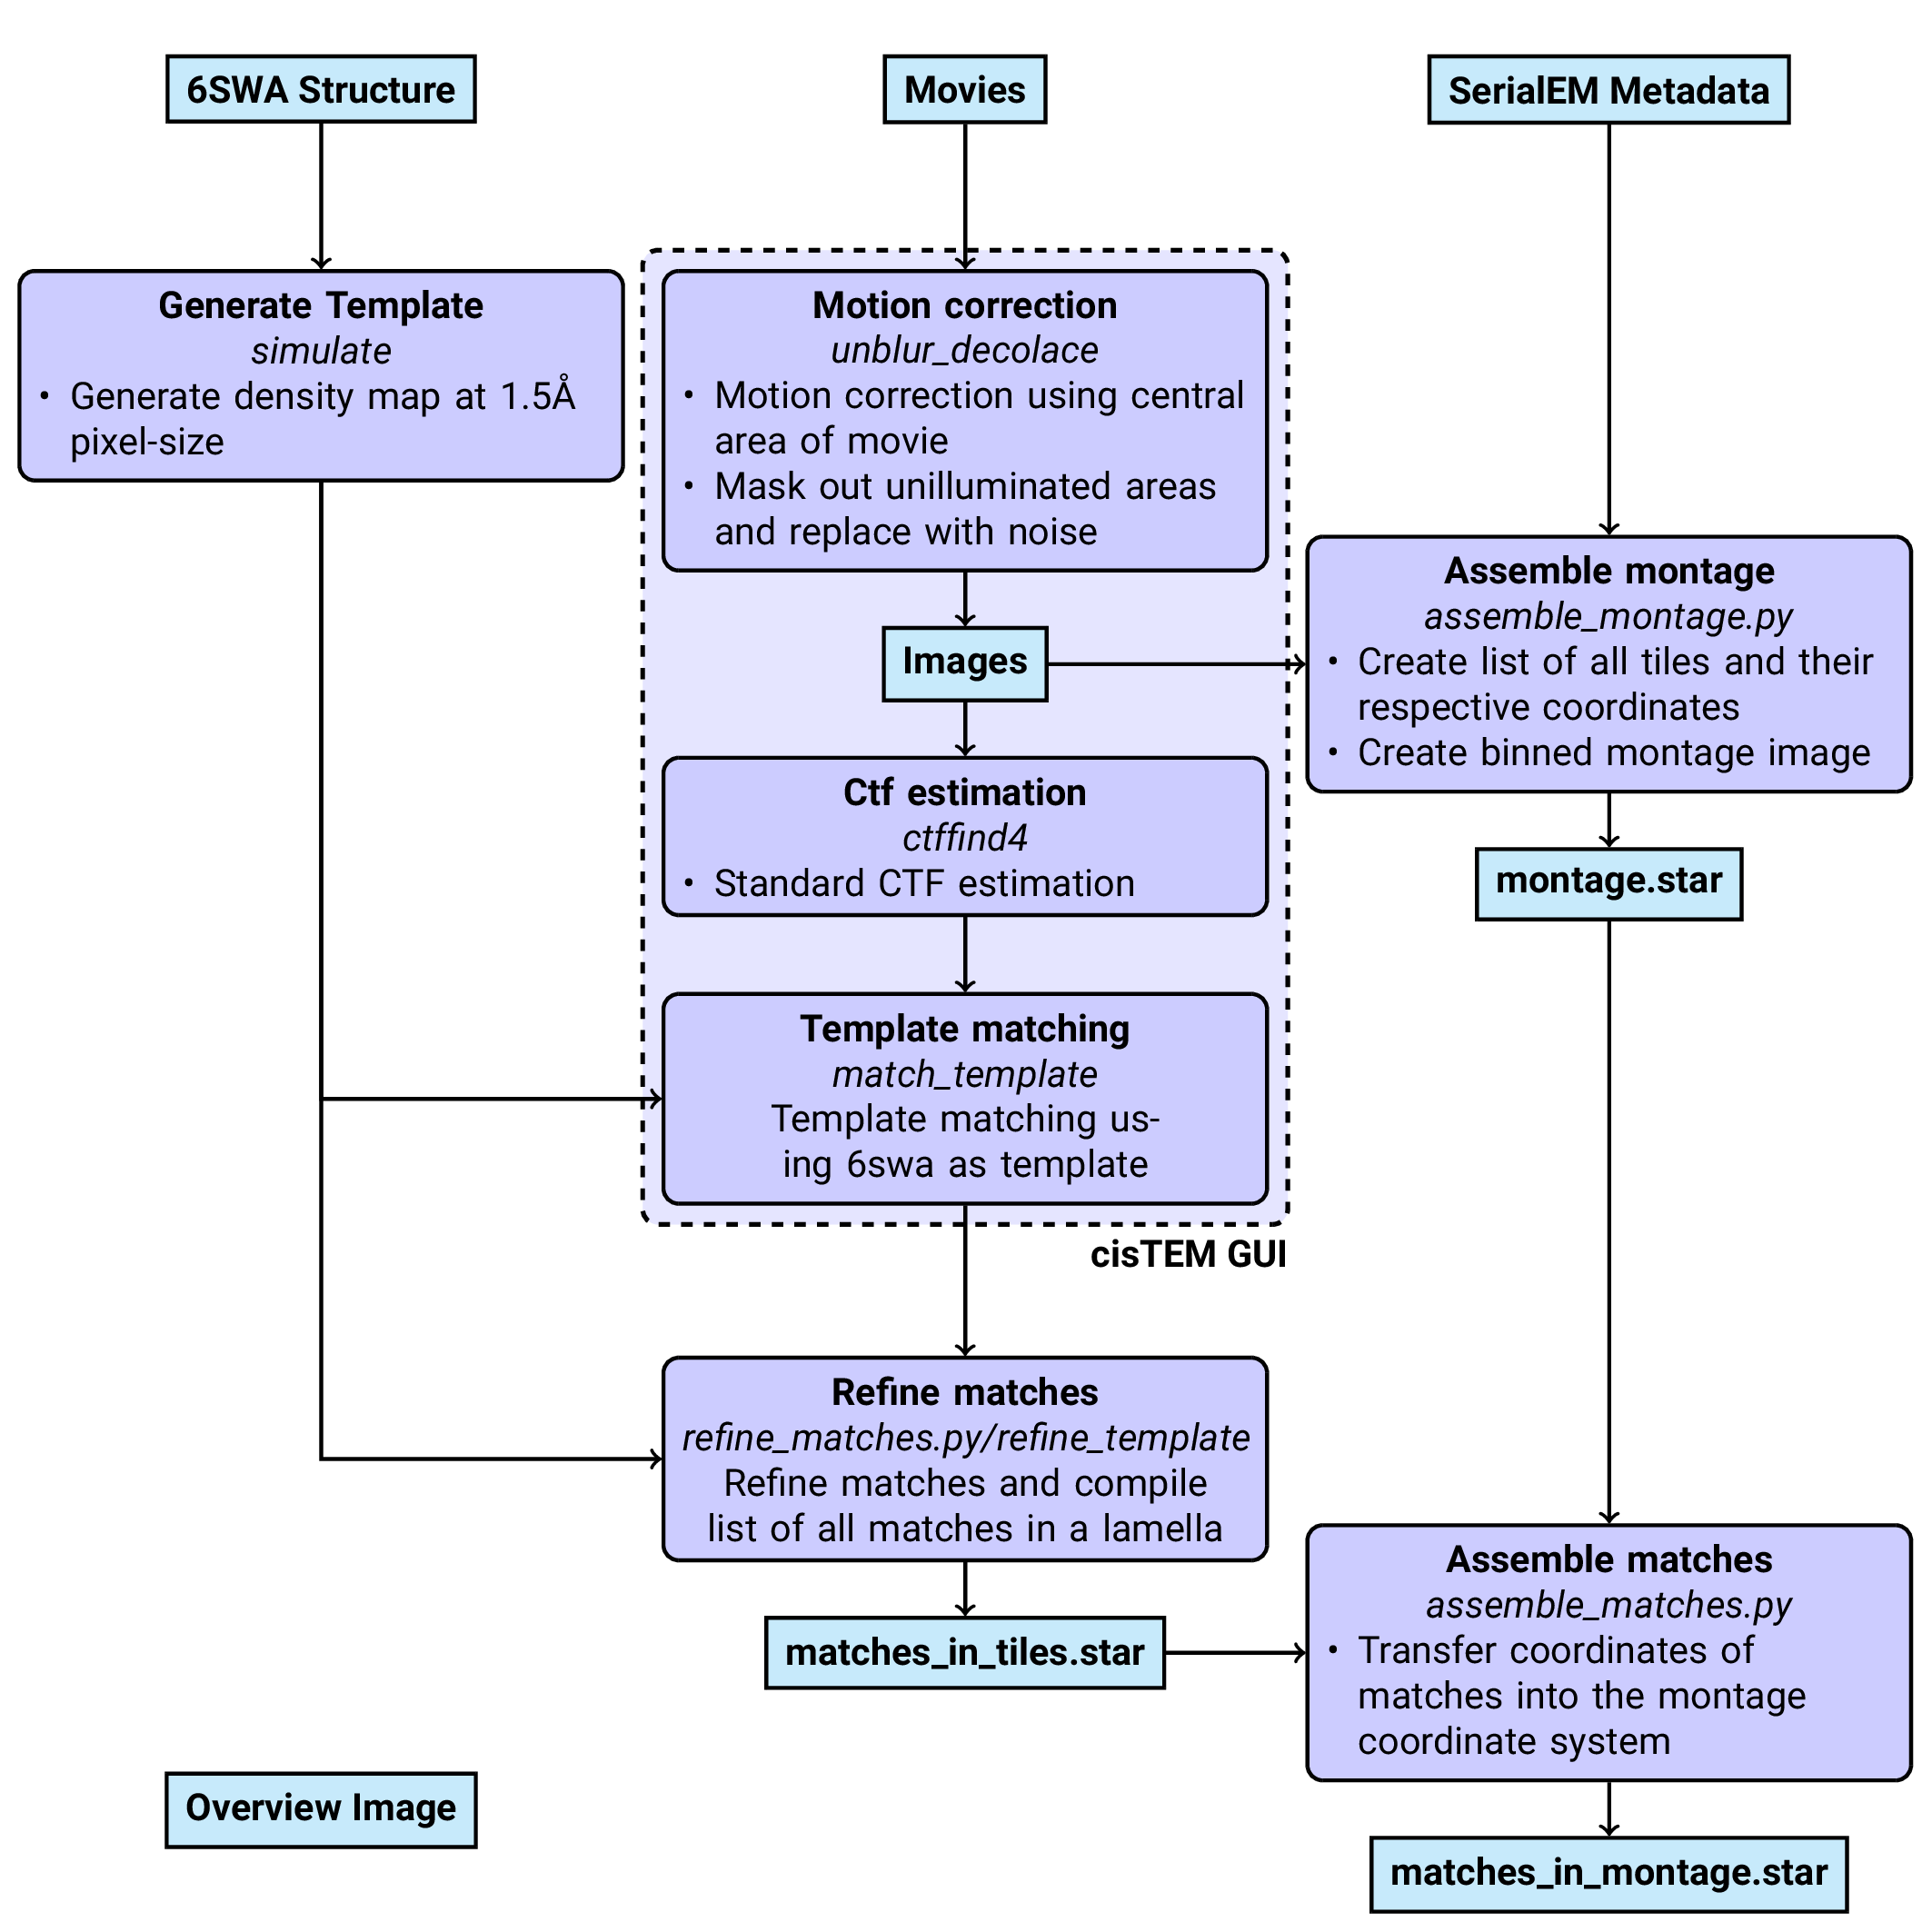 6SWA Structure
Movies
SerialEM Metadata
Generate Template
simulate
• Generate density map at 1.5Å
pixel-size
Motion correction
unblur_decolace
• Motion correction using central
area of movie
• Mask out unilluminated areas
and replace with noise
Images
Assemble montage
assemble_montage.py
• Create list of all tiles and their
respective coordinates
• Create binned montage image
Ctf estimation
ctffind4
• Standard CTF estimation
montage.star
Template matching
match_template
Template matching us-
ing 6swa as template
cisTEM GUI
Refine matches
refine_matches.py/refine_template
Refine matches and compile
list of all matches in a lamella
matches_in_tiles.star
Assemble matches
assemble_matches.py
• Transfer coordinates of
matches into the montage
coordinate system
Overview Image
matches_in_montage.star